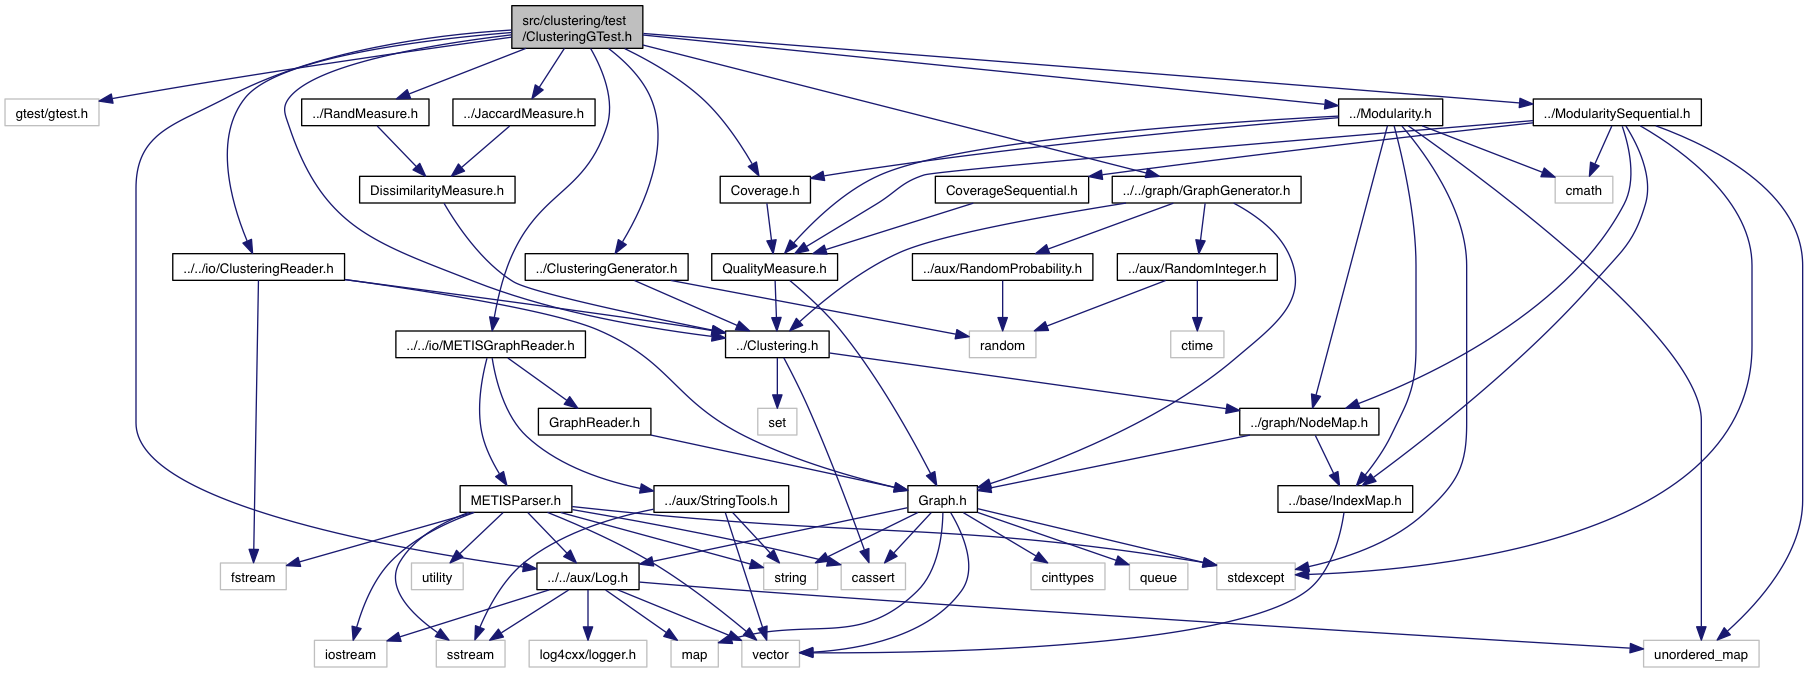 src/clustering/test
/ClusteringGTest.h
gtest/gtest.h
../RandMeasure.h
../JaccardMeasure.h
../Modularity.h
../ModularitySequential.h
DissimilarityMeasure.h
Coverage.h
CoverageSequential.h
../../graph/GraphGenerator.h
cmath
../../io/ClusteringReader.h
../ClusteringGenerator.h
QualityMeasure.h
../aux/RandomProbability.h
../aux/RandomInteger.h
../../io/METISGraphReader.h
../Clustering.h
random
ctime
GraphReader.h
set
../graph/NodeMap.h
METISParser.h
../aux/StringTools.h
Graph.h
../base/IndexMap.h
fstream
utility
../../aux/Log.h
string
cassert
cinttypes
queue
stdexcept
iostream
sstream
log4cxx/logger.h
map
vector
unordered_map